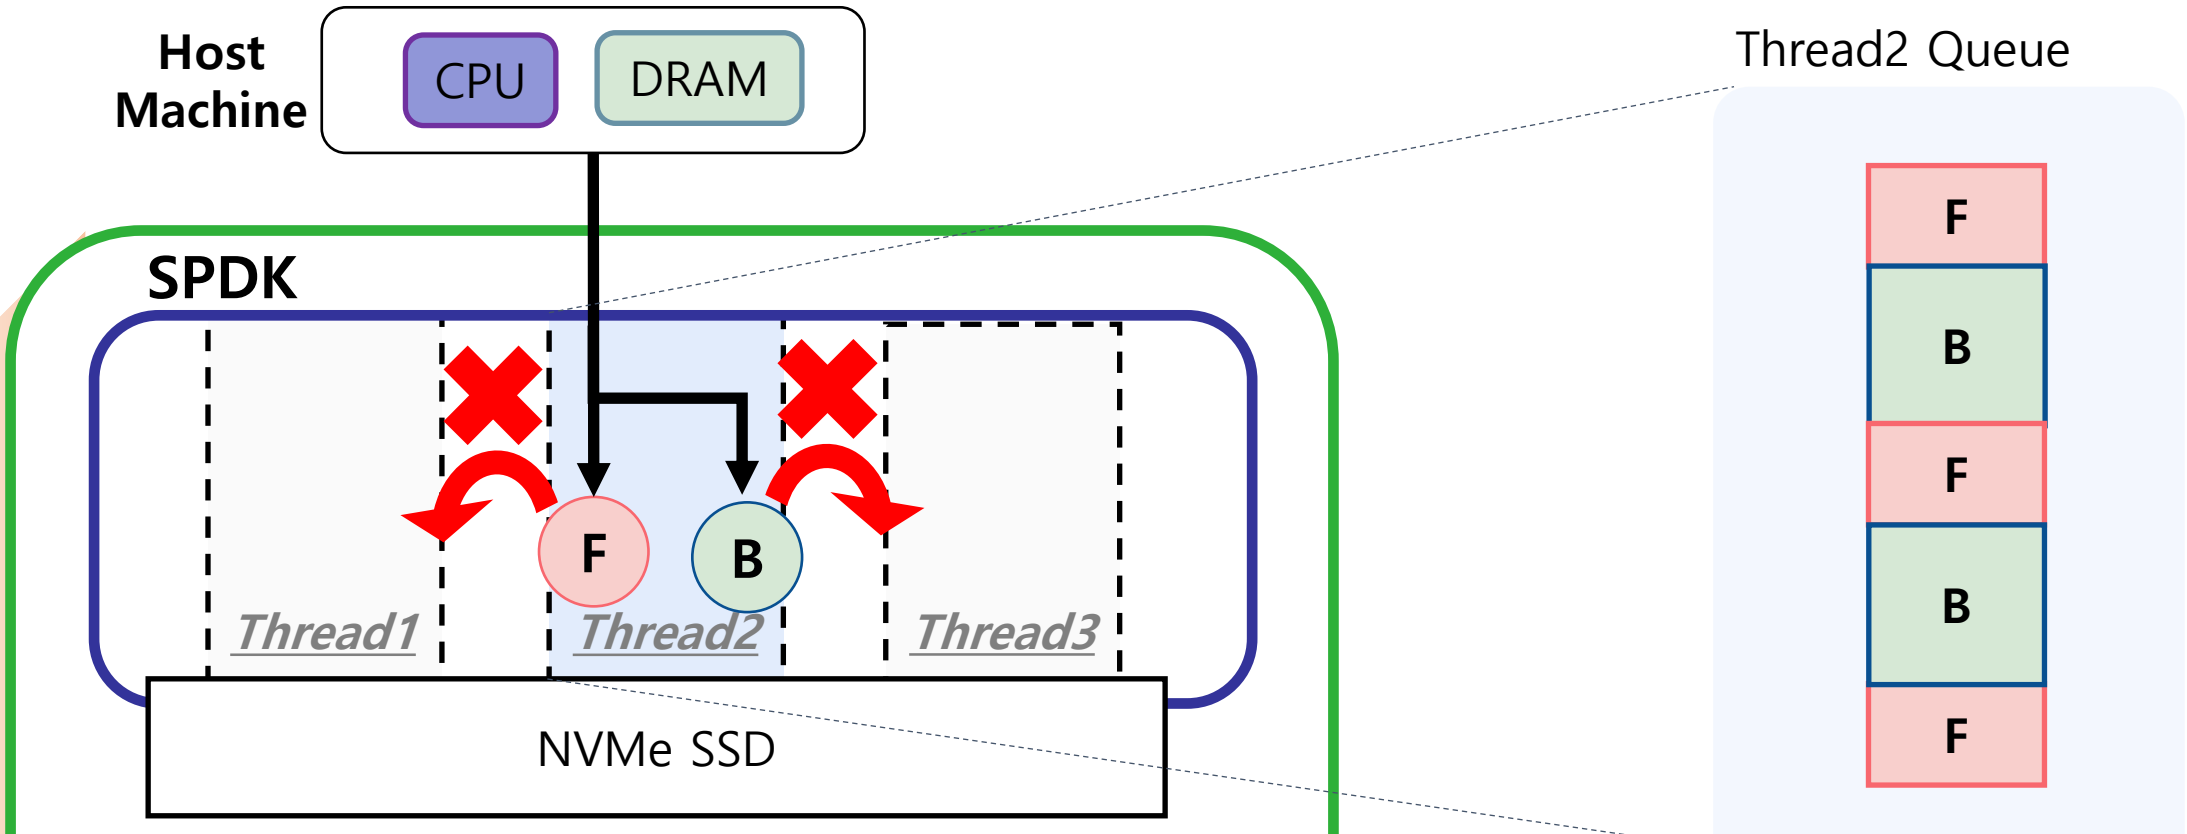 Host
Machine
CPU
DRAM
Thread2 Queue
SPDK
F
B
Thread1
Thread2
Thread3
NVMe SSD
F
B
F
B
F